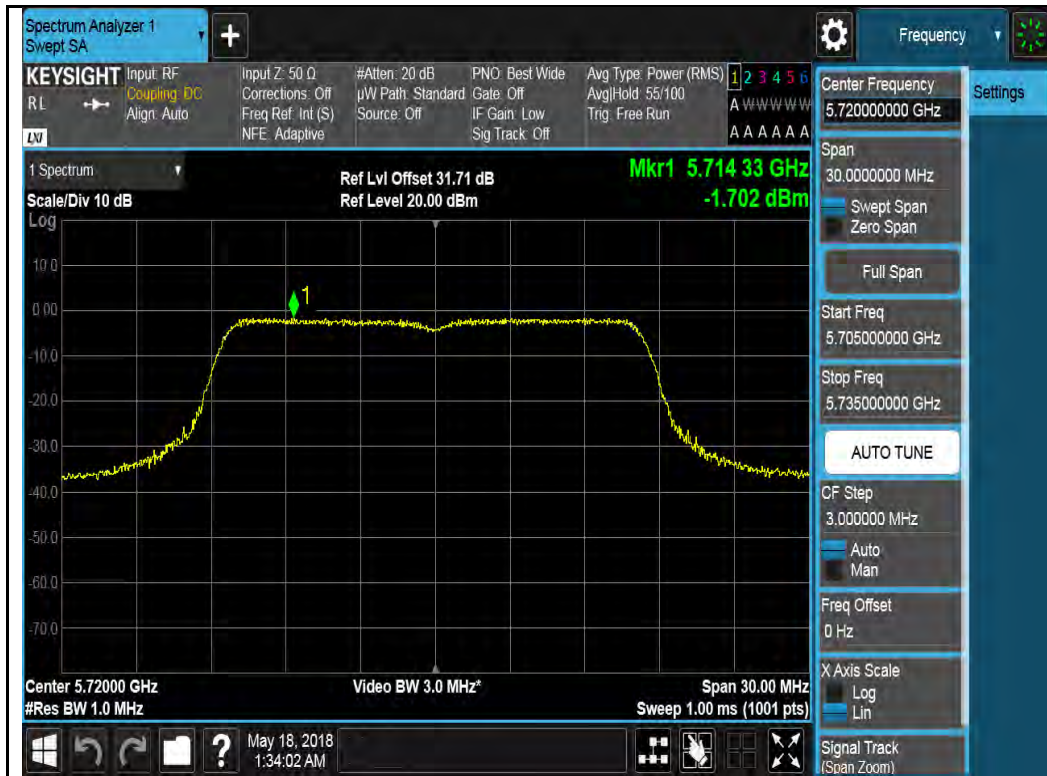 Spectrum Analyzer 1
Swept SA
+
Frequency
KEYSIGHT
RL
LXI
Input: RF
Coupling: DC
Align: Auto
Input Z: 50 Ω
Corrections: Off
Freq Ref: Int (S)
NFE: Adaptive
#Atten: 20 dB
µW Path: Standard
Source: Off
PNO: Best Wide
Gate: Off
IF Gain: Low
Sig Track: Off
Avg Type: Power (RMS)
Avg|Hold: 55/100
Trig: Free Run
1 2 3 4 5 6
A W W W W W
A A A A A A
1 Spectrum
Scale/Div 10 dB
Ref Lvl Offset 31.71 dB
Ref Level 20.00 dBm
Mkr1 5.714 33 GHz
-1.702 dBm
Log
10.0
0.00
-10.0
-20.0
-30.0
-40.0
-50.0
-60.0
-70.0
1
Center 5.72000 GHz
#Res BW 1.0 MHz
Video BW 3.0 MHz*
Span 30.00 MHz
Sweep 1.00 ms (1001 pts)
Center Frequency
5.720000000 GHz
Settings
Span
30.0000000 MHz
Swept Span
Zero Span
Full Span
Start Freq
5.705000000 GHz
Stop Freq
5.735000000 GHz
AUTO TUNE
CF Step
3.000000 MHz
Auto
Man
Freq Offset
0 Hz
X Axis Scale
Log
Lin
Signal Track
(Span Zoom)
?
May 18, 2018
1:34:02 AM